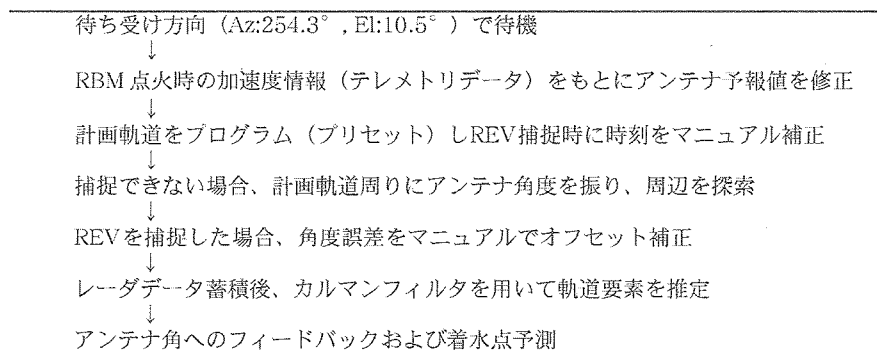 待ち受け方向（Az:254.3°,El:10.5°）で待機
↓
RBM点火時の加速度情報（テレメトリデータ）をもとにアンテナ予報値を修正
↓
計画軌道をプログラム（プリセット）しREV捕捉時に時刻をマニュアル補正
↓
捕捉できない場合、計画軌道周りにアンテナ角度を振り、周辺を探索
↓
REVを捕捉した場合、角度誤差をマニュアルでオフセット補正
↓
レーダデータ蓄積後、カルマンフィルタを用いて軌道要素を推定
↓
アンテナ角へのフィードバックおよび着水点予測